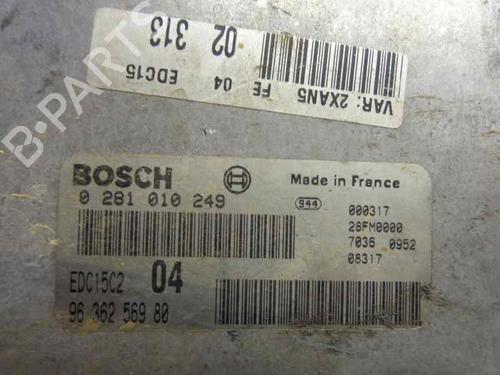 VAR: 2XAN5
FE 04
EDC15
02 313
BOSCH
Made in France
0 281 010 249
944
000317
28FM0000
7036 0952
08317
EDC15C2 04
96 362 569 80
B-PARTS